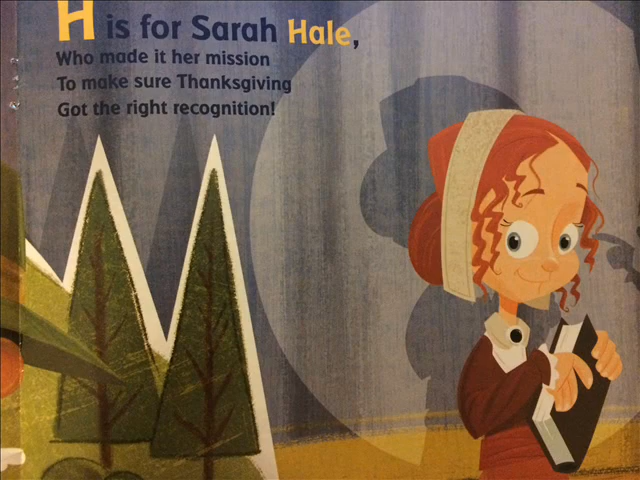 H is for Sarah Hale,
Who made it her mission
To make sure Thanksgiving
Got the right recognition!